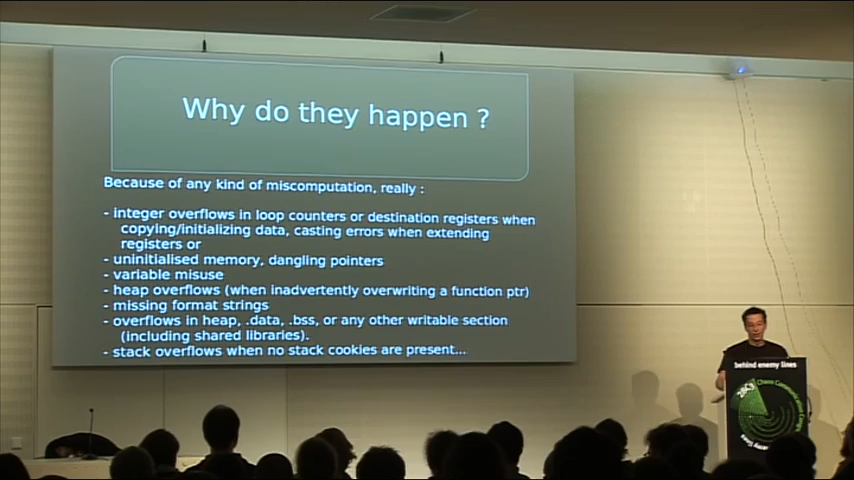 Why do they happen ?
Because of any kind of miscomputation, really :
- integer overflows in loop counters or destination registers when
copying/initializing data, casting errors when extending
registers or
- uninitialised memory, dangling pointers
- variable misuse
- heap overflows (when inadvertently overwriting a function ptr)
- missing format strings
- overflows in heap, .data, .bss, or any other writable section
(including shared libraries).
- stack overflows when no stack cookies are present...
behind enemy lines
28C3
Chaos Communication